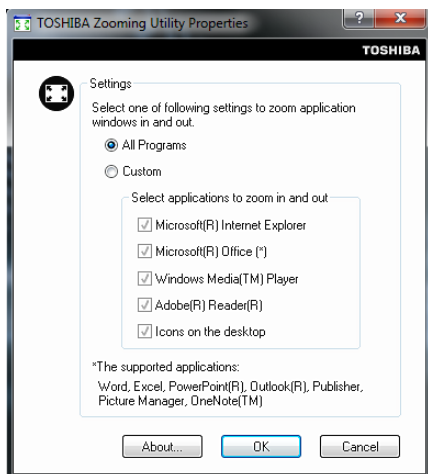 TOSHIBA Zooming Utility Properties
TOSHIBA
Settings
Select one of following settings to zoom application
windows in and out.
All Programs
Custom
Select applications to zoom in and out
Microsoft(R) Internet Explorer
Microsoft(R) Office (*)
Windows Media(TM) Player
Adobe(R) Reader(R)
Icons on the desktop
*The supported applications:
Word, Excel, PowerPoint(R), Outlook(R), Publisher,
Picture Manager, OneNote(TM)
About... OK Cancel